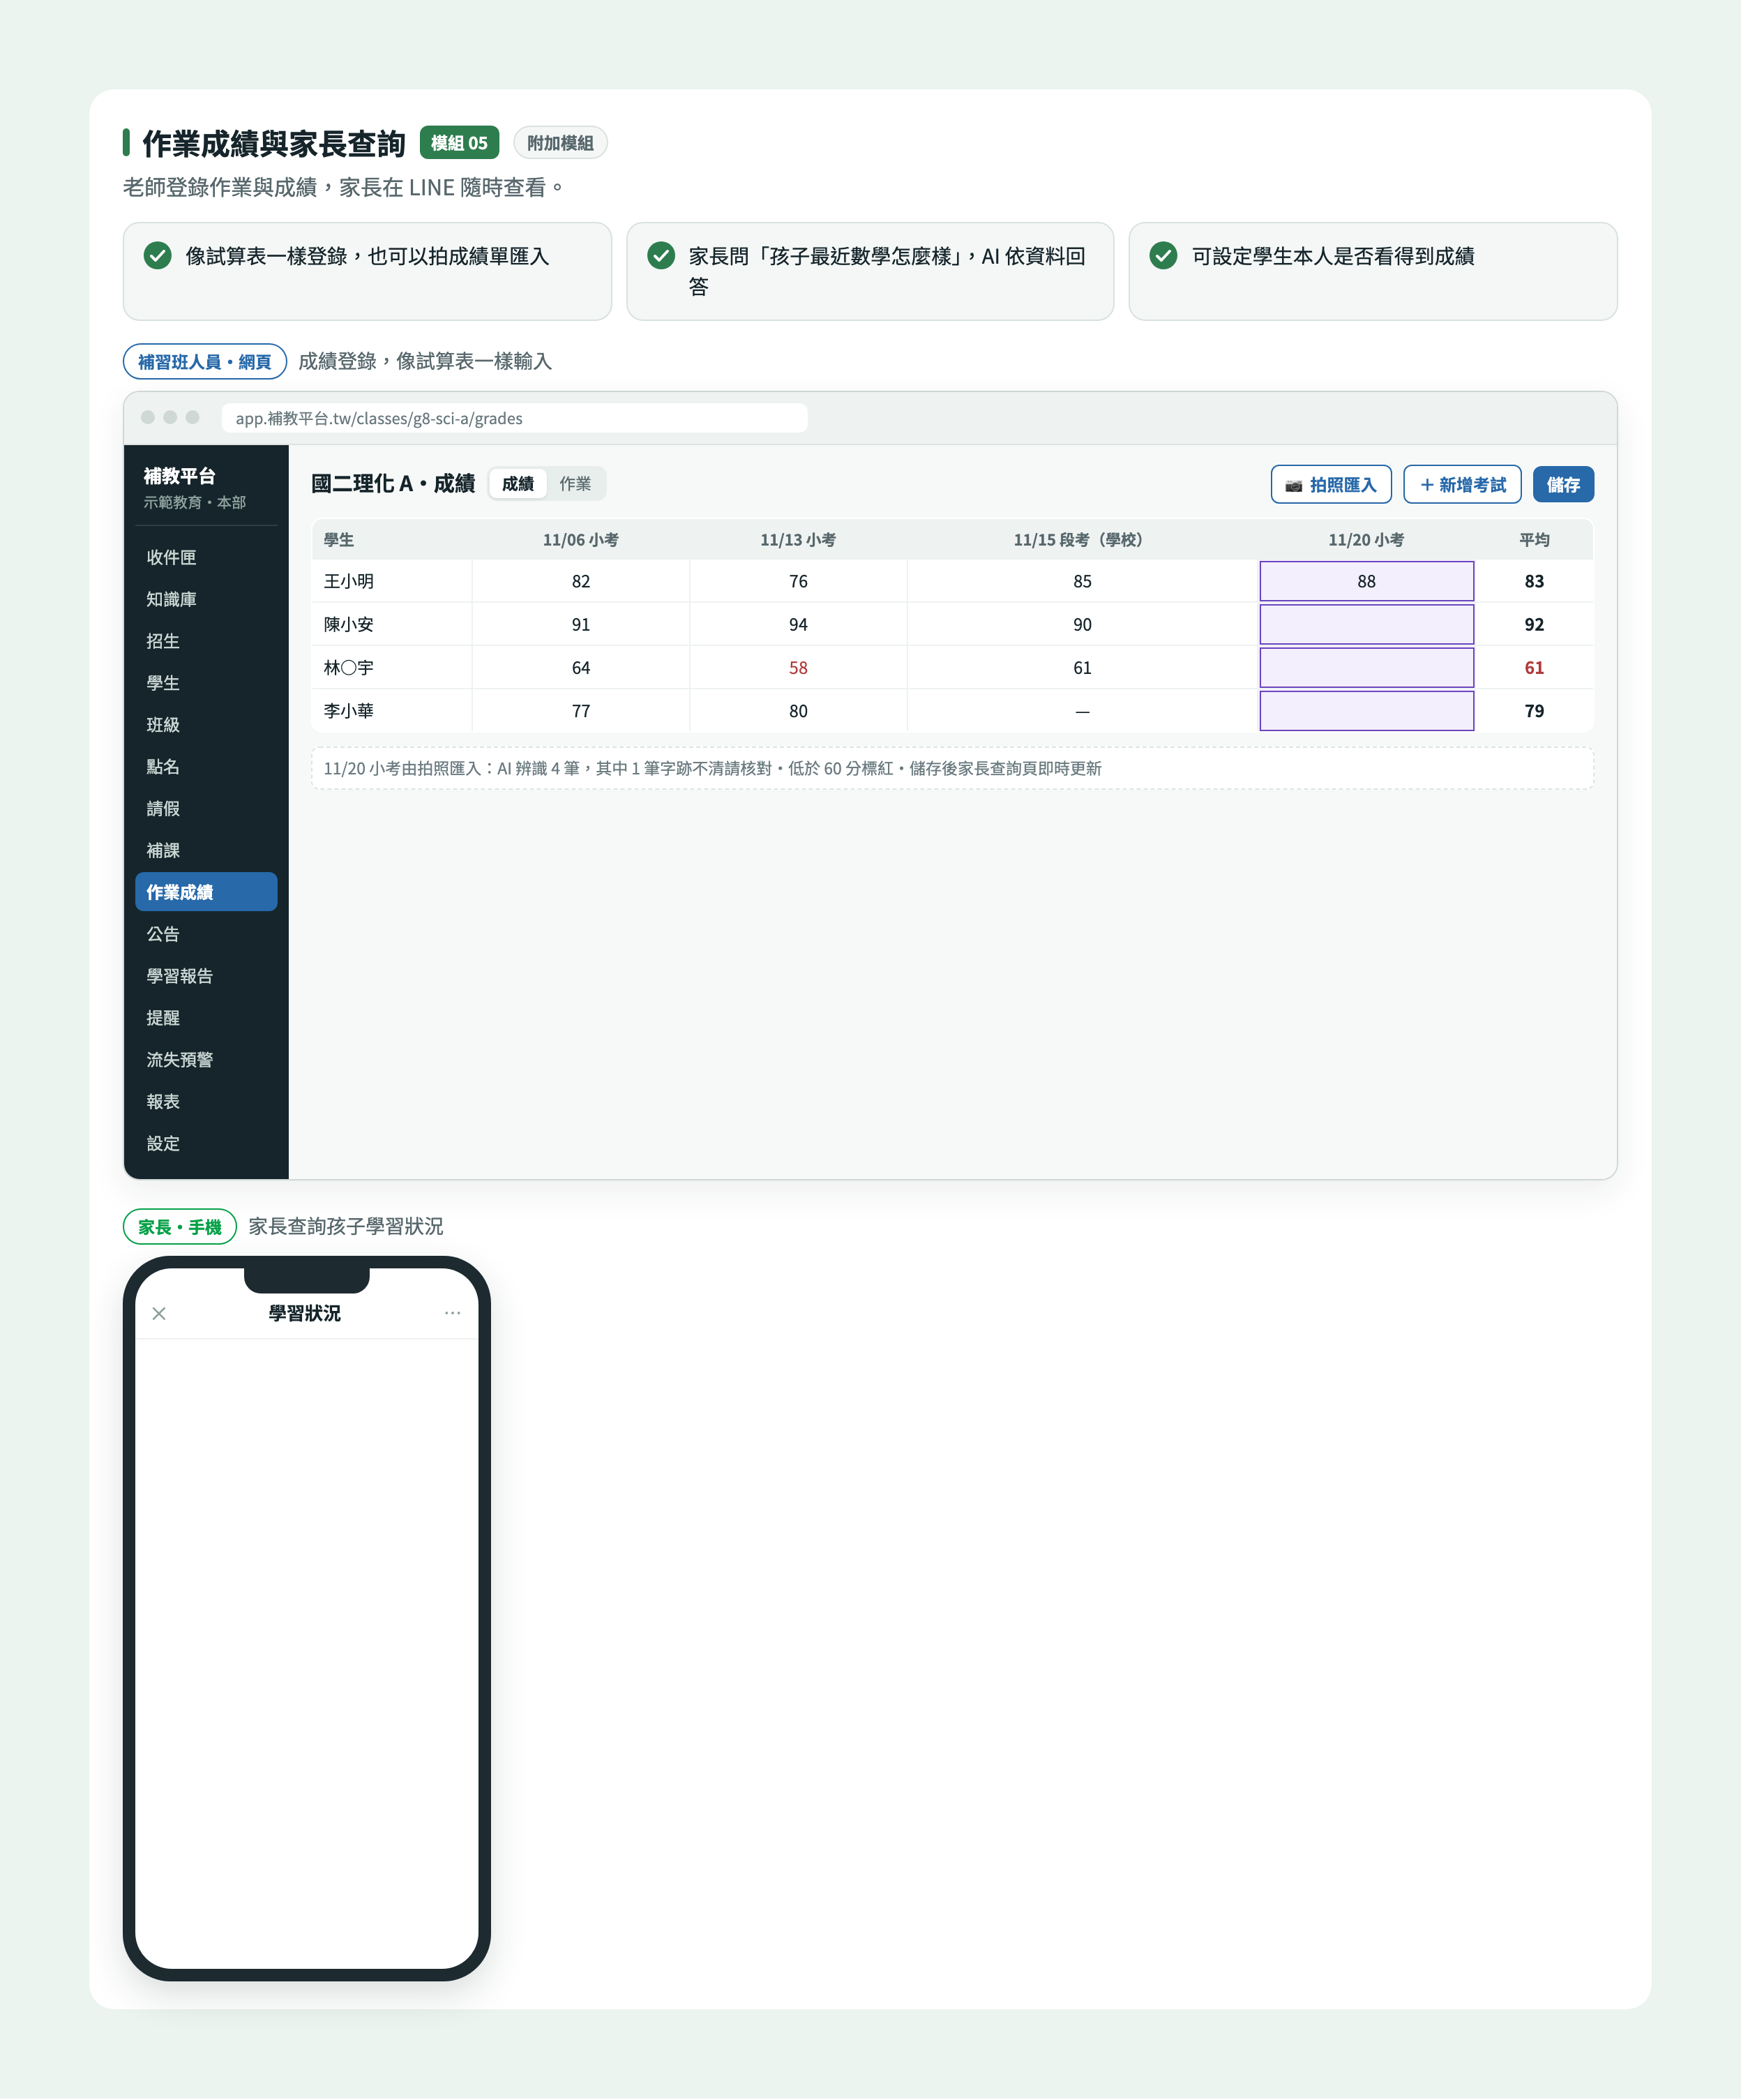 作業成績與家長查詢 模組 05 附加模組
老師登錄作業與成績，家長在 LINE 隨時查看。
像試算表一樣登錄，也可以拍成績單匯入
家長問「孩子最近數學怎麼樣」，AI 依資料回
答
可設定學生本人是否看得到成績
補習班人員・網頁 成績登錄，像試算表一樣輸入
app.補教平台.tw/classes/g8-sci-a/grades
補教平台
示範教育・本部
收件匣
知識庫
招生
學生
班級
點名
請假
補課
作業成績
公告
學習報告
提醒
流失預警
報表
設定
國二理化 A・成績 成績 作業 拍照匯入 ＋ 新增考試 儲存
學生 11/06 小考 11/13 小考 11/15 段考（學校） 11/20 小考 平均
王小明 82 76 85 88 83
陳小安 91 94 90 92
林○宇 64 58 61 61
李小華 77 80 — 79
11/20 小考由拍照匯入：AI 辨識 4 筆，其中 1 筆字跡不清請核對・低於 60 分標紅・儲存後家長查詢頁即時更新
家長・手機 家長查詢孩子學習狀況
學習狀況